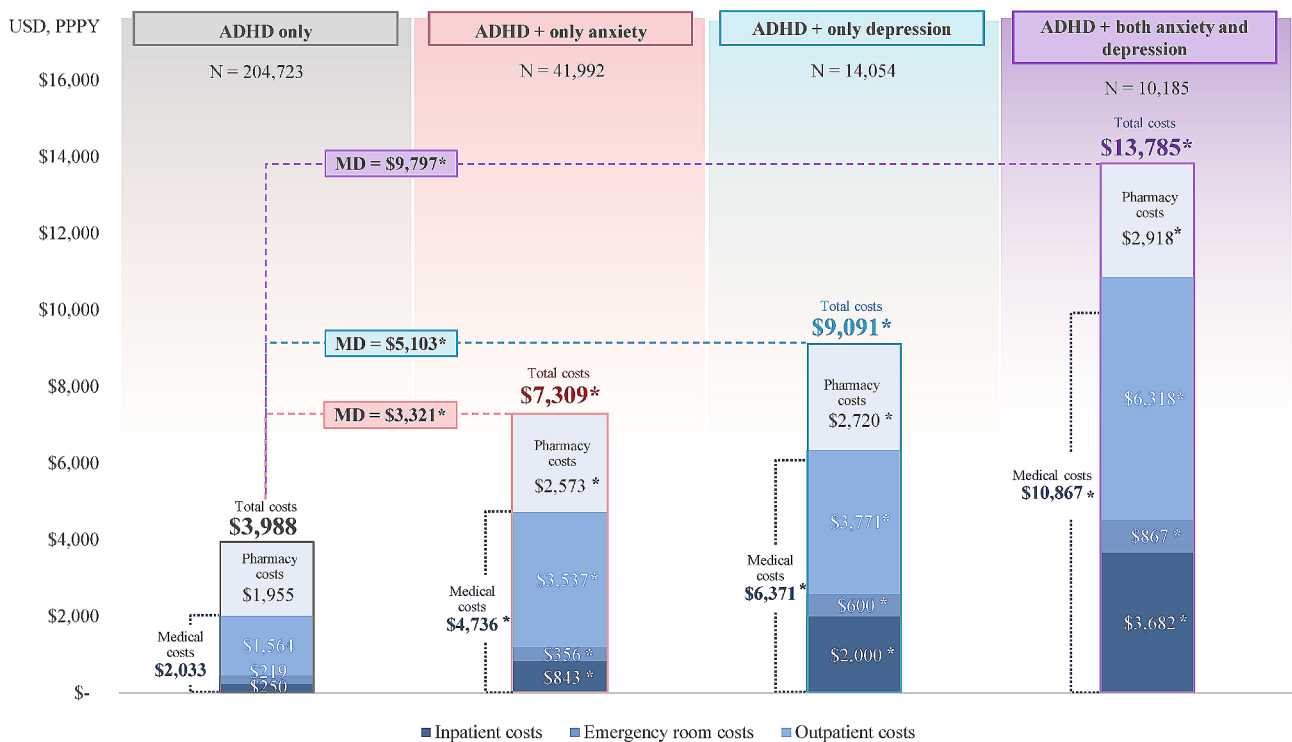 USD, PPPY
ADHD only
ADHD + only anxiety
ADHD + only depression
ADHD + both anxiety and
depression
N = 204,723
N = 41,992
N = 14,054
N = 10,185
$16,000
$14,000
$12,000
$10,000
$8,000
$6,000
$4,000
$2,000
$-
MD = $9,797*
MD = $5,103*
MD = $3,321*
Total costs
$3,988
Pharmacy
costs
$1,955
$1,564
$219
$250
Medical
costs
$2,033
Total costs
$7,309*
Pharmacy
costs
$2,573 *
$3,537*
$356 *
$843 *
Medical
costs
$4,736 *
Total costs
$9,091*
Pharmacy
costs
$2,720 *
$3,771*
$600 *
$2,000 *
Medical
costs
$6,371 *
Total costs
$13,785*
Pharmacy
costs
$2,918*
$6,318*
$867 *
$3,682 *
Medical costs
$10,867 *
Inpatient costs
Emergency room costs
Outpatient costs